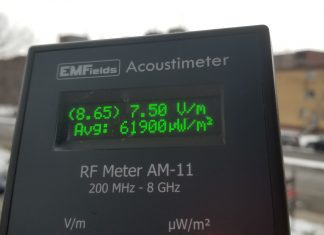 EMFields Acoustimeter
(8.65) 7.50 V/m
Avg: 61900µW/m²
RF Meter AM-11
200 MHz - 8 GHz
V/m µW/m²